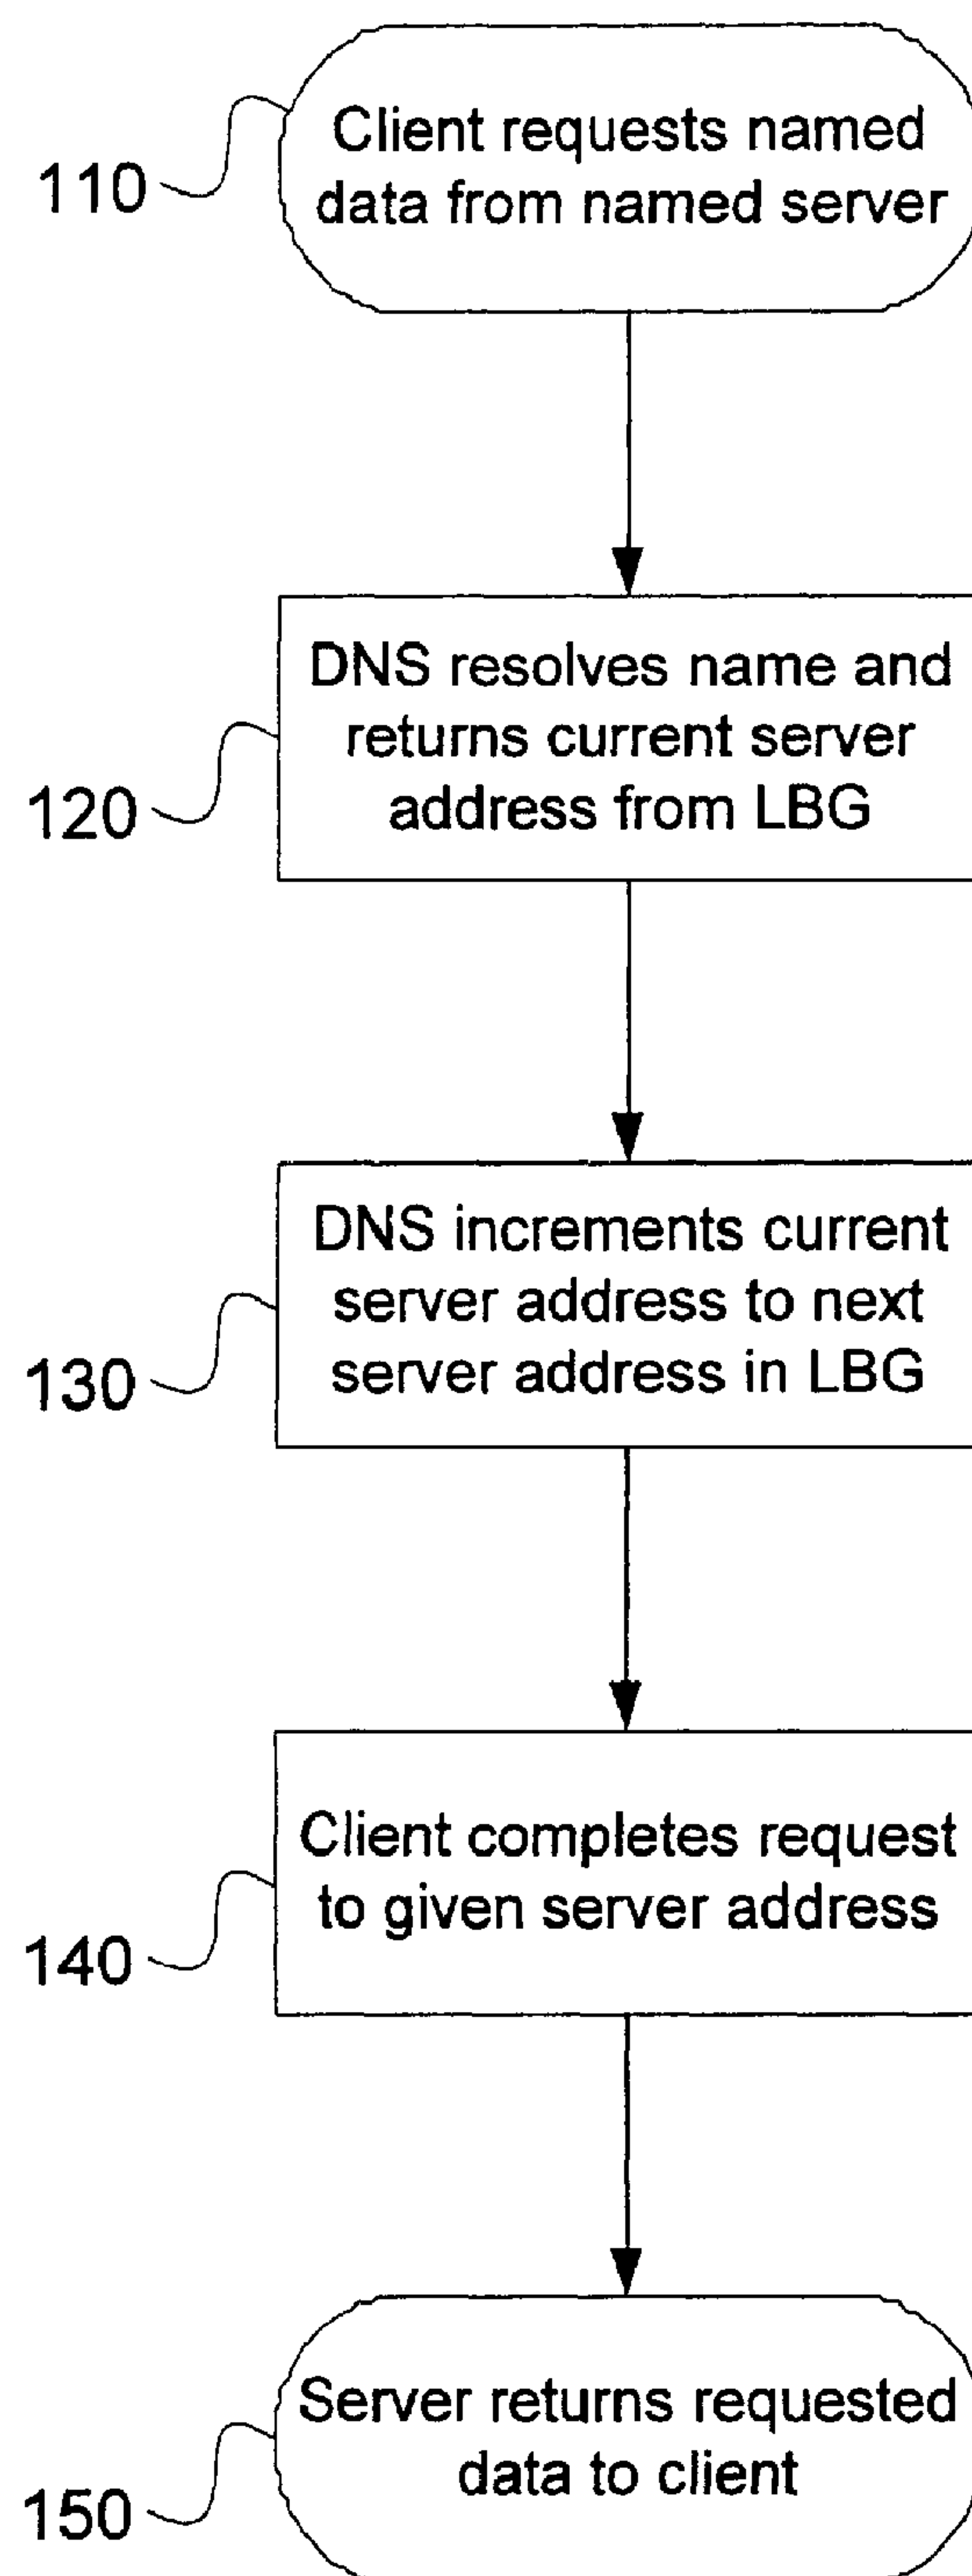 Client requests named
data from named server
110
DNS resolves name and
returns current server
address from LBG
120
DNS increments current
server address to next
server address in LBG
130
Client completes request
to given server address
140
Server returns requested
data to client
150